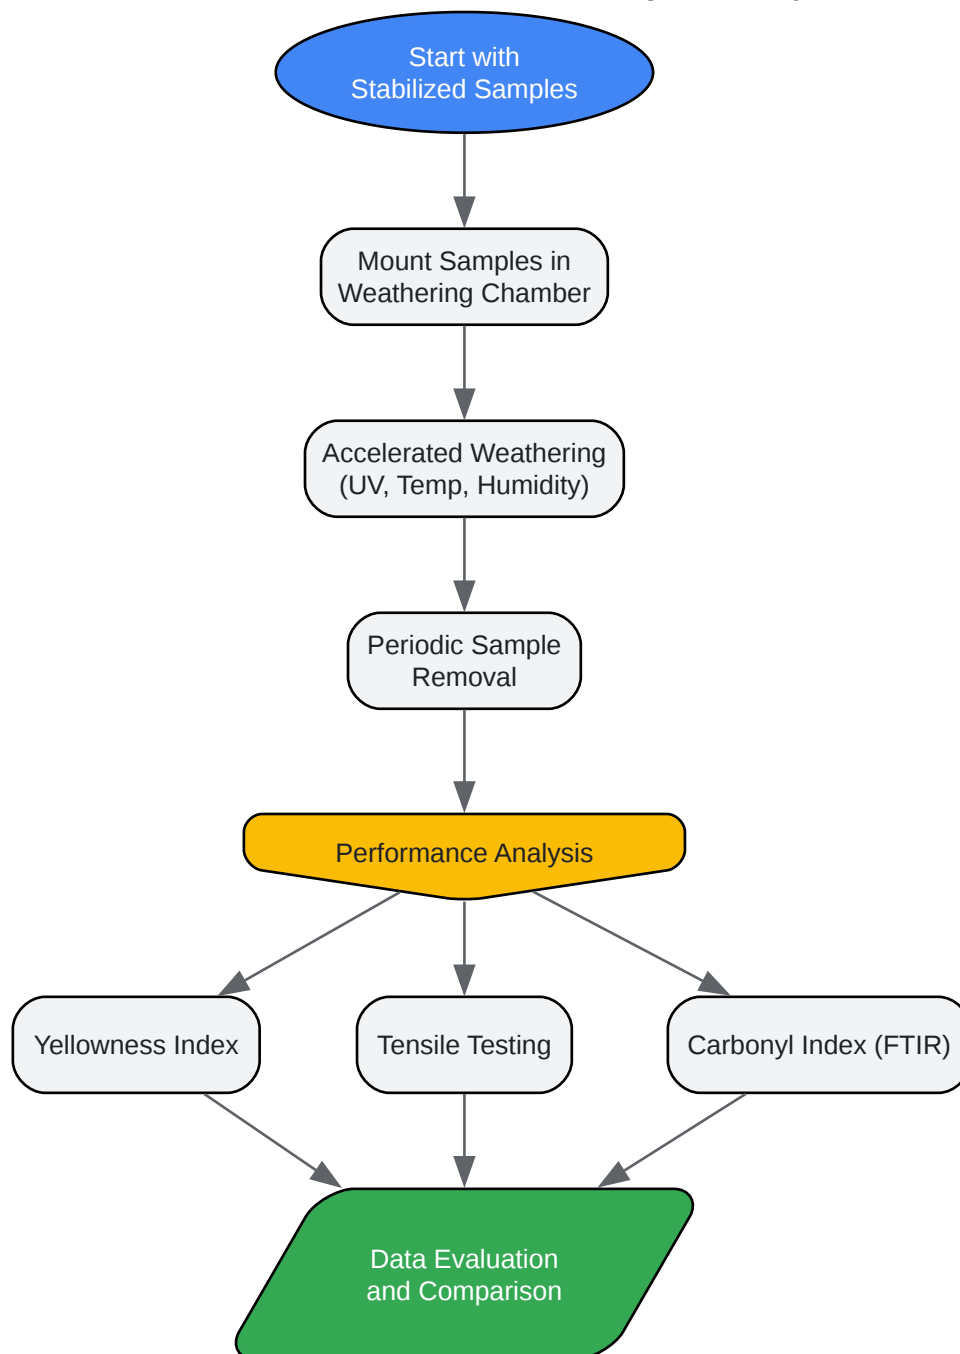 Start with
Stabilized Samples
Mount Samples in
Weathering Chamber
Accelerated Weathering
(UV, Temp, Humidity)
Periodic Sample
Removal
Performance Analysis
Yellowness Index
Tensile Testing
Carbonyl Index (FTIR)
Data Evaluation
and Comparison